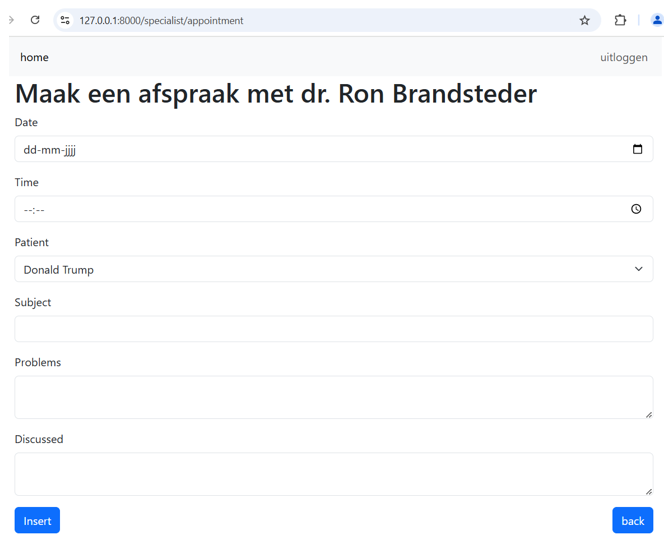 127.0.0.1:8000/specialist/appointment
home
uitloggen
Maak een afspraak met dr. Ron Brandsteder
Date
dd-mm-jjjj
Time
--:--
Patient
Donald Trump
Subject
Problems
Discussed
Insert
back